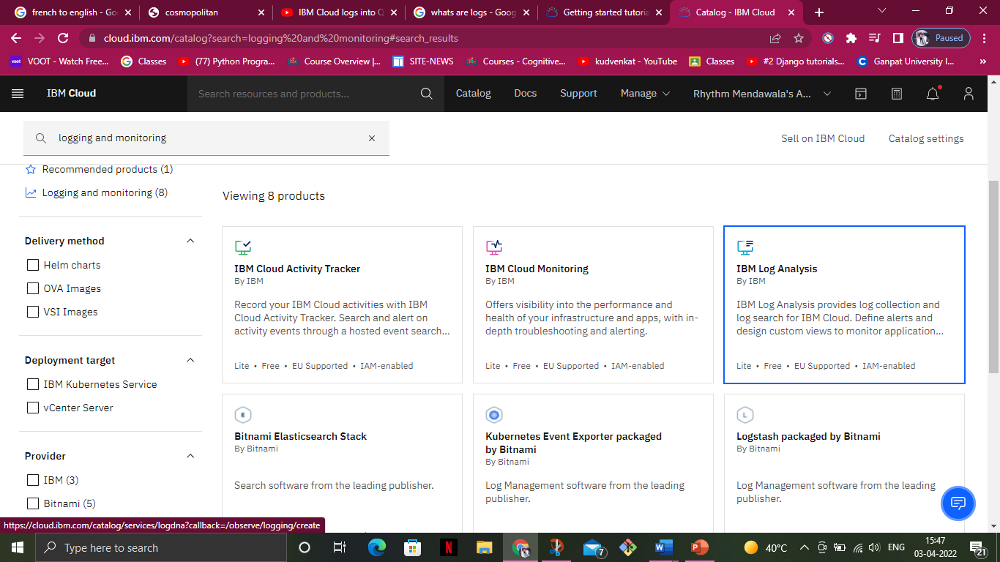 french to english - Go
cosmopolitan
IBM Cloud logs into Q
whats are logs - Goog
Getting started tutoria
Catalog - IBM Cloud
cloud.ibm.com/catalog?search=logging%20and%20monitoring#search_results
Paused
voot
VOOT - Watch Free...
Classes
(77) Python Progra...
Course Overview |...
SITE-NEWS
Courses - Cognitive...
kudvenkat - YouTube
Classes
#2 Django tutorials...
Ganpat University I...
»
IBM Cloud
Search resources and products...
Catalog
Docs
Support
Manage
Rhythm Mendawala's A...
logging and monitoring
Sell on IBM Cloud
Catalog settings
Recommended products (1)
Logging and monitoring (8)
Delivery method
Helm charts
OVA Images
VSI Images
Deployment target
IBM Kubernetes Service
vCenter Server
Provider
IBM (3)
Bitnami (5)
Viewing 8 products
IBM Cloud Activity Tracker
By IBM
Record your IBM Cloud activities with IBM
Cloud Activity Tracker. Search and alert on
activity events through a hosted event search...
Lite • Free • EU Supported • IAM-enabled
IBM Cloud Monitoring
By IBM
Offers visibility into the performance and
health of your infrastructure and apps, with in-
depth troubleshooting and alerting.
Lite • Free • EU Supported • IAM-enabled
IBM Log Analysis
By IBM
IBM Log Analysis provides log collection and
log search for IBM Cloud. Define alerts and
design custom views to monitor application...
Lite • Free • EU Supported • IAM-enabled
Bitnami Elasticsearch Stack
By Bitnami
Search software from the leading publisher.
Kubernetes Event Exporter packaged
by Bitnami
By Bitnami
Log Management software from the leading
publisher.
L
Logstash packaged by Bitnami
By Bitnami
Log Management software from the leading
publisher.
https://cloud.ibm.com/catalog/services/logdna?callback=/observe/logging/create
Type here to search
N
7
W
P
40°C
ENG
15:47
03-04-2022
21